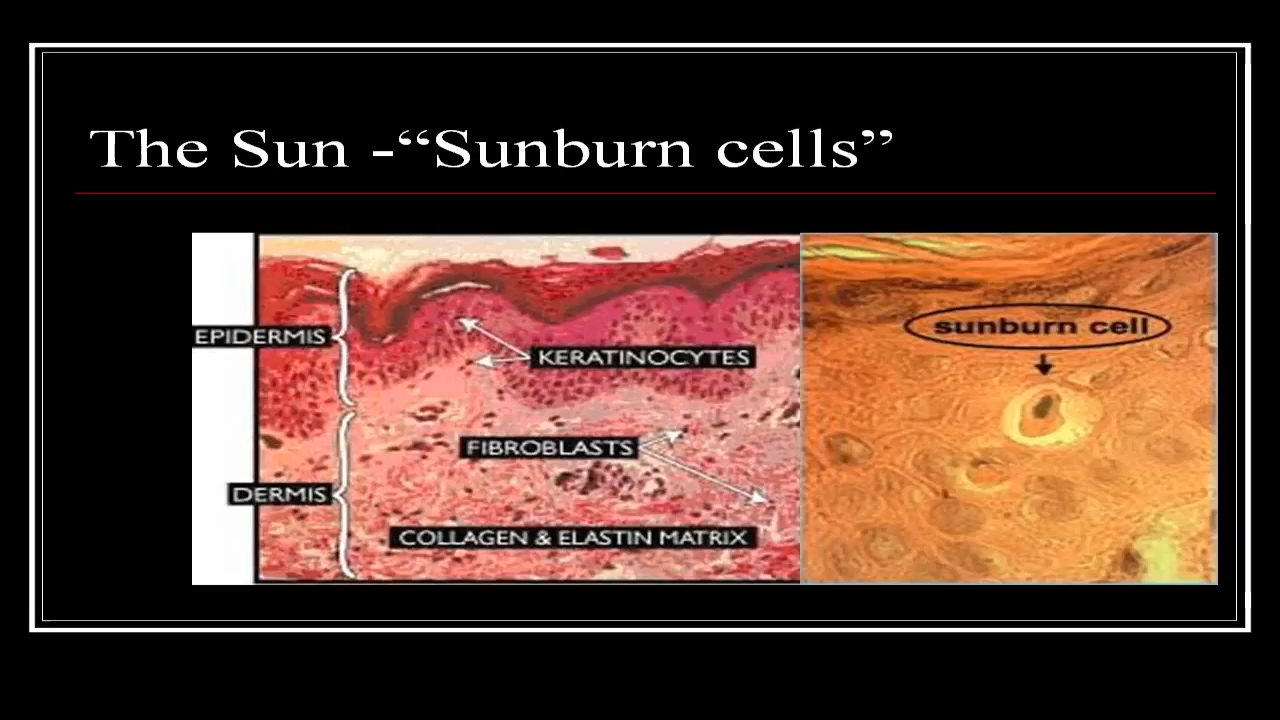 The Sun -“Sunburn cells”
EPIDERMIS
KERATINOCYTES
FIBROBLASTS
DERMIS
COLLAGEN & ELASTIN MATRIX
sunburn cell